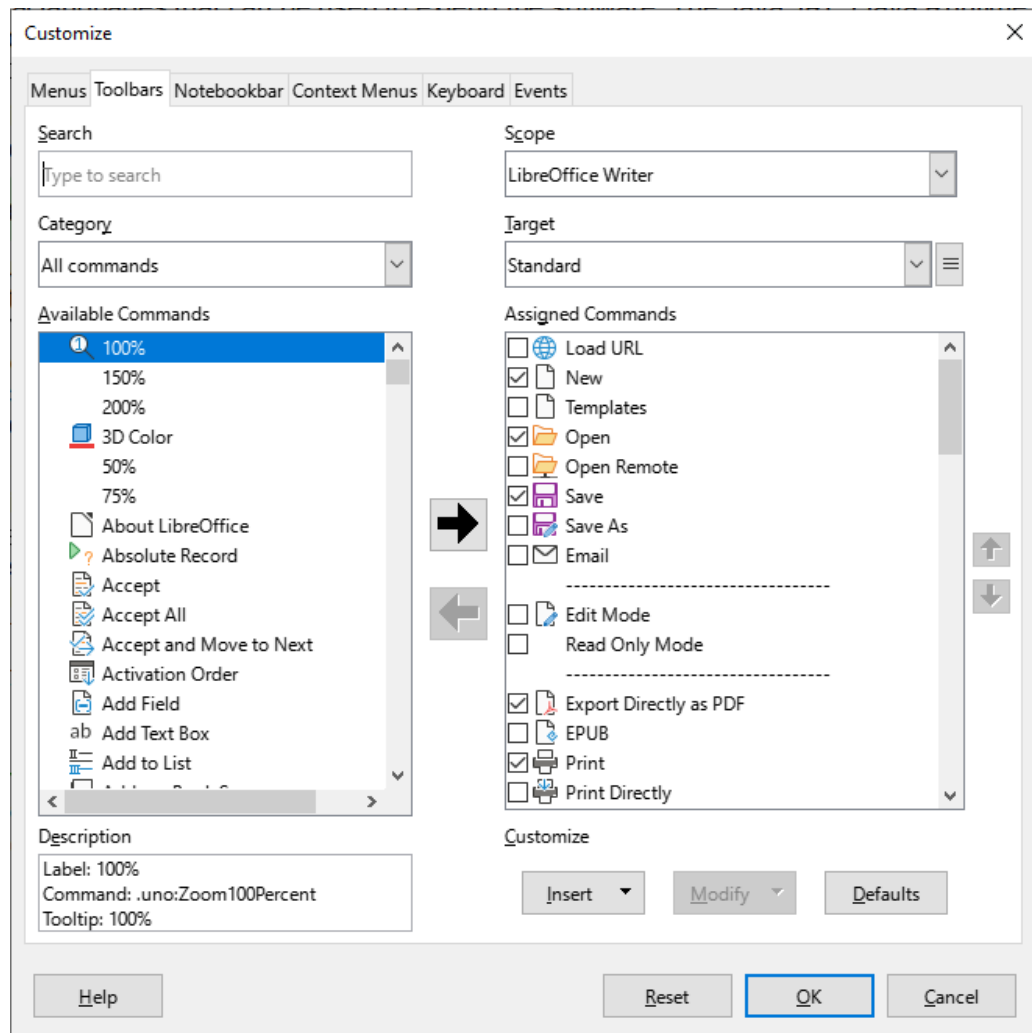 Customize
Menus Toolbars Notebookbar Context Menus Keyboard Events
Search
Type to search
Category
All commands
Available Commands
100%
150%
200%
3D Color
50%
75%
About LibreOffice
Absolute Record
Accept
Accept All
Accept and Move to Next
Activation Order
Add Field
ab Add Text Box
Add to List
Description
Label: 100%
Command: .uno:Zoom100Percent
Tooltip: 100%
Scope
LibreOffice Writer
Target
Standard
Assigned Commands
Load URL
New
Templates
Open
Open Remote
Save
Save As
Email
----------------------------------
Edit Mode
Read Only Mode
----------------------------------
Export Directly as PDF
EPUB
Print
Print Directly
Customize
Insert Modify Defaults
Help Reset OK Cancel